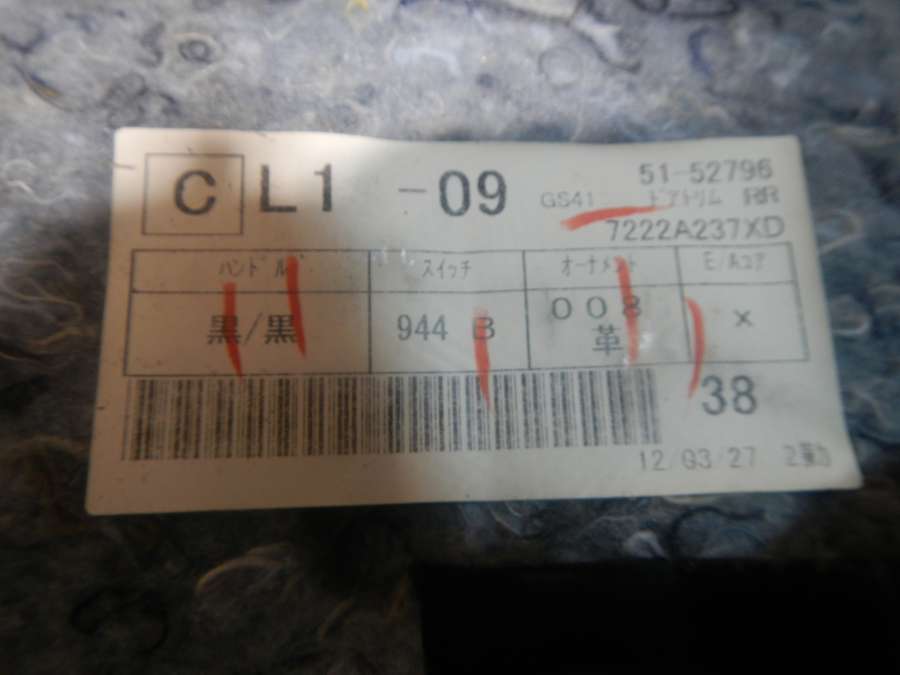 C L1 -09 51-52796
GS41 ドアトリム RR
7222A237XD
ハンドル スイッチ オーナメント E/Aコア
黒/黒 944 B 008 ×
革
38
12/03/27 2勤